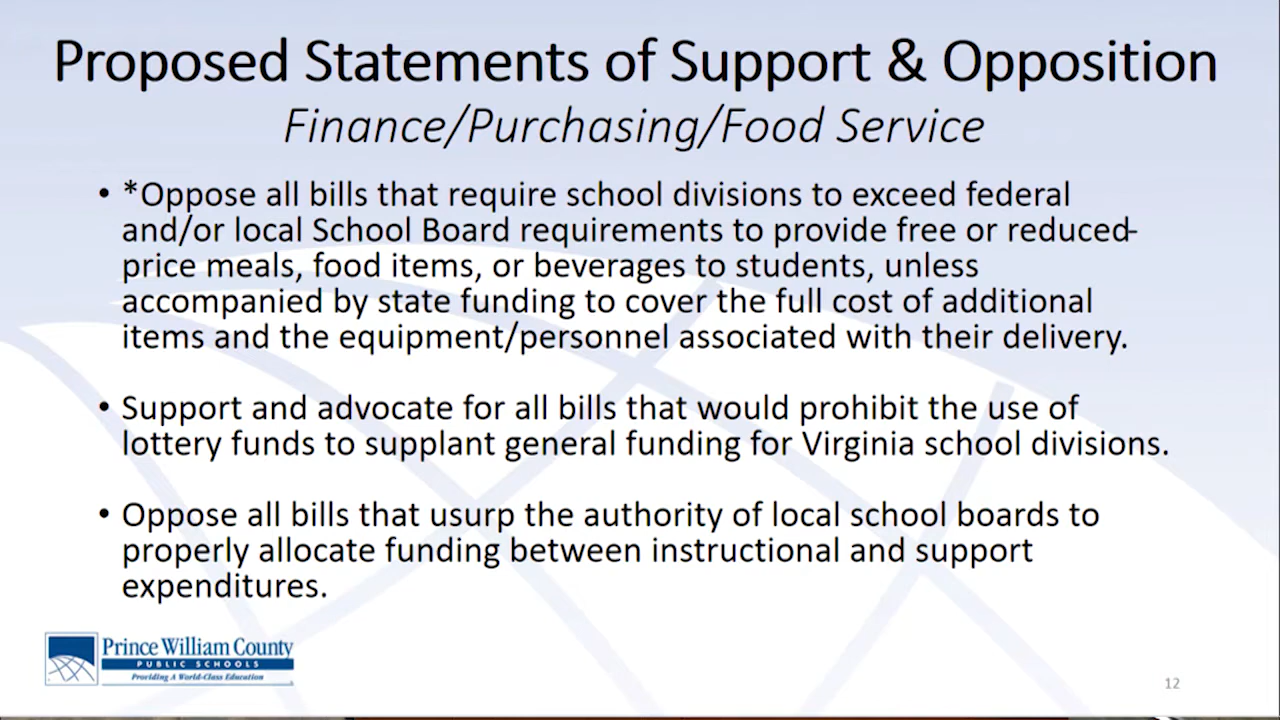 Proposed Statements of Support & Opposition
Finance/Purchasing/Food Service
• *Oppose all bills that require school divisions to exceed federal
and/or local School Board requirements to provide free or reduced-
price meals, food items, or beverages to students, unless
accompanied by state funding to cover the full cost of additional
items and the equipment/personnel associated with their delivery.
• Support and advocate for all bills that would prohibit the use of
lottery funds to supplant general funding for Virginia school divisions.
• Oppose all bills that usurp the authority of local school boards to
properly allocate funding between instructional and support
expenditures.
Prince William County
PUBLIC SCHOOLS
Providing A World-Class Education
12